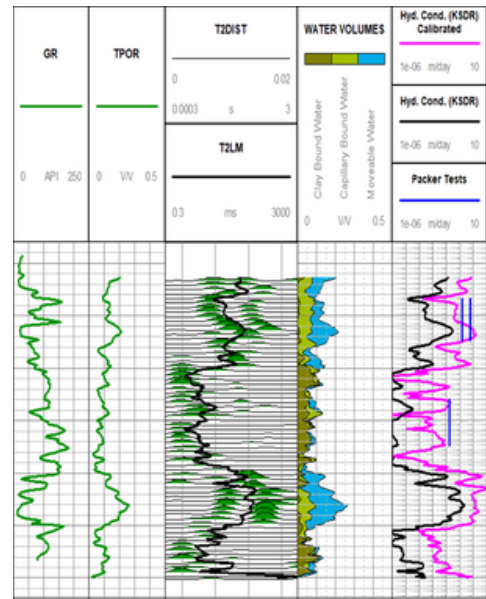 GR
0 API 250
TPOR
0 V/V 0.5
T2DIST
0 0.02
0.0003 s 3
T2LM
0.3 ms 3000
WATER VOLUMES
Clay Bound Water
Capillary Bound Water
Moveable Water
0 V/V 0.5
Hyd. Cond. (KSDR)
Calibrated
1e-06 m/day 10
Hyd. Cond. (KSDR)
1e-06 m/day 10
Packer Tests
1e-06 m/day 10